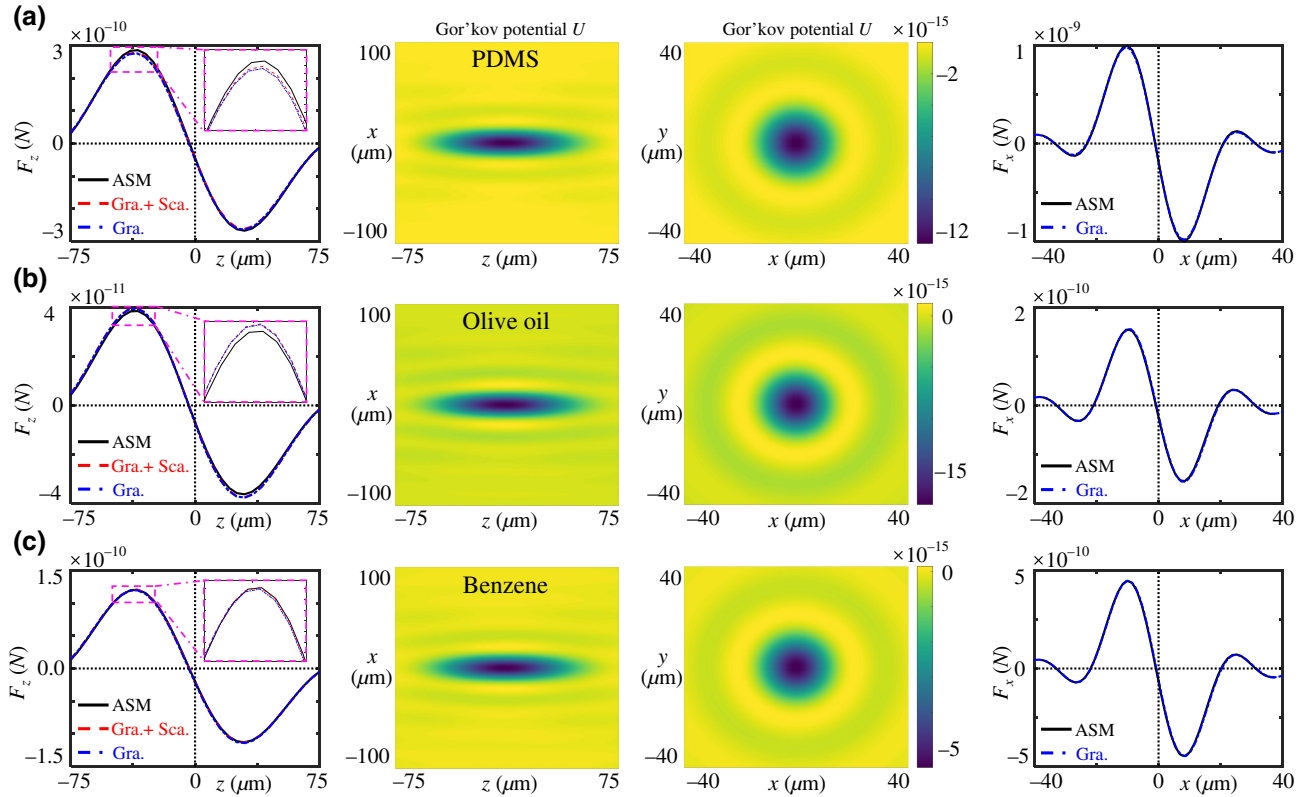 (a)
×10⁻¹⁰
3
0
−3
F_z (N)
ASM
Gra.+ Sca.
Gra.
−75
0
75
z (μm)
Gor’kov potential U
PDMS
100
x
(μm)
−100
−75
z (μm)
75
Gor’kov potential U
40
y
(μm)
−40
−40
x (μm)
40
×10⁻¹⁵
−2
−12
×10⁻⁹
1
0
−1
F_x (N)
ASM
Gra.
−40
0
40
x (μm)
(b)
×10⁻¹¹
4
0
−4
F_z (N)
ASM
Gra.+ Sca.
Gra.
−75
0
75
z (μm)
Olive oil
100
x
(μm)
−100
−75
z (μm)
75
40
y
(μm)
−40
−40
x (μm)
40
×10⁻¹⁵
0
−15
×10⁻¹⁰
2
0
−2
F_x (N)
ASM
Gra.
−40
0
40
x (μm)
(c)
×10⁻¹⁰
1.5
0.0
−1.5
F_z (N)
ASM
Gra.+ Sca.
Gra.
−75
0
75
z (μm)
Benzene
100
x
(μm)
−100
−75
z (μm)
75
40
y
(μm)
−40
−40
x (μm)
40
×10⁻¹⁵
0
−5
×10⁻¹⁰
5
0
−5
F_x (N)
ASM
Gra.
−40
0
40
x (μm)